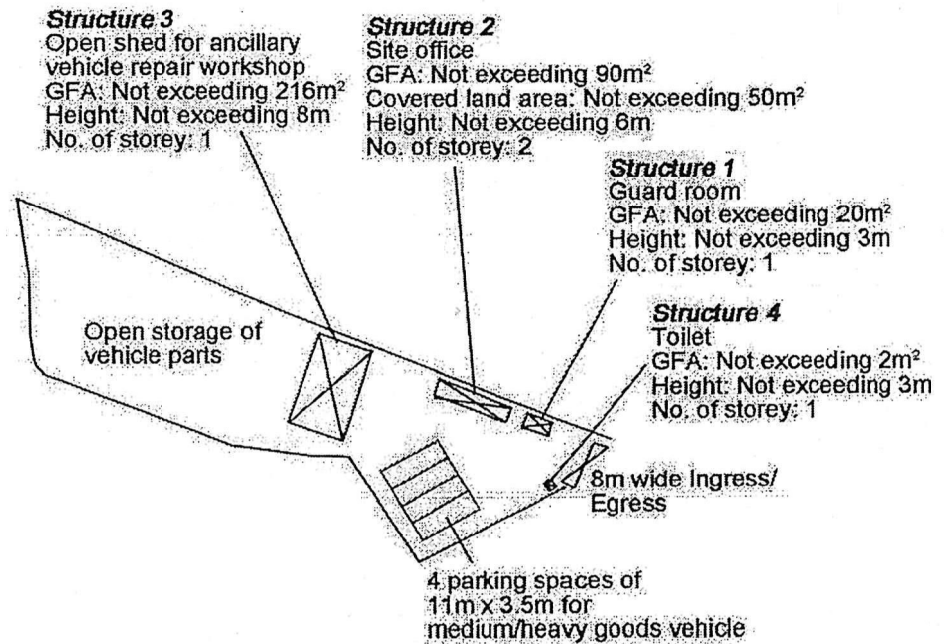 Structure 3
Open shed for ancillary
vehicle repair workshop
GFA: Not exceeding 216m²
Height: Not exceeding 8m
No. of storey: 1
Structure 2
Site office
GFA: Not exceeding 90m²
Covered land area: Not exceeding 50m²
Height: Not exceeding 6m
No. of storey: 2
Structure 1
Guard room
GFA: Not exceeding 20m²
Height: Not exceeding 3m
No. of storey: 1
Structure 4
Toilet
GFA: Not exceeding 2m²
Height: Not exceeding 3m
No. of storey: 1
Open storage of
vehicle parts
8m wide Ingress/
Egress
4 parking spaces of
11m x 3.5m for
medium/heavy goods vehicle